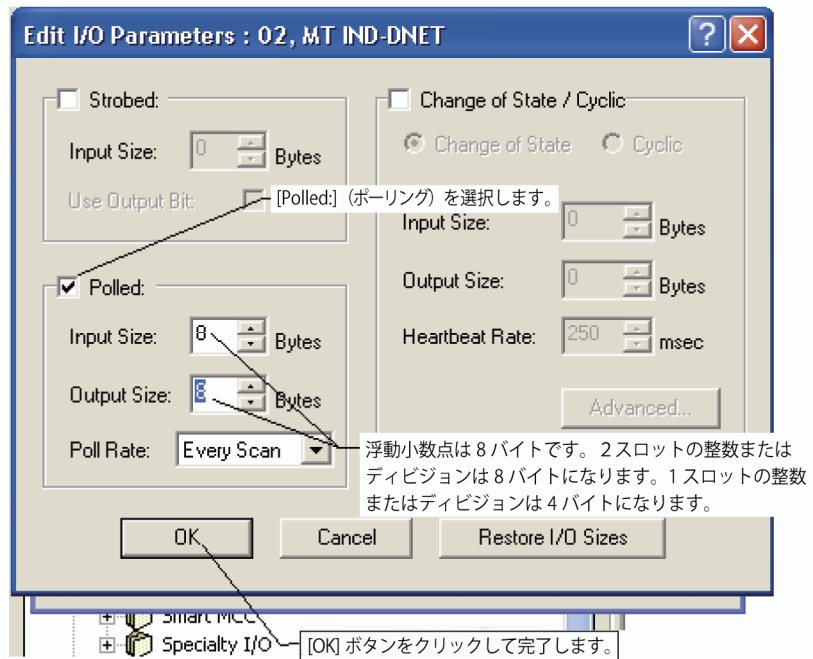 Edit I/O Parameters : 02, MT IND-DNET
Strobed:
Input Size: 0 Bytes
Use Output Bit:
Change of State / Cyclic
Change of State Cyclic
Input Size: 0 Bytes
Output Size: 0 Bytes
Heartbeat Rate: 250 msec
Advanced...
[Polled:]（ポーリング）を選択します。
Polled:
Input Size: 8 Bytes
Output Size: 8 Bytes
Poll Rate: Every Scan
浮動小数点は 8 バイトです。 2 スロットの整数または
ディビジョンは 8 バイトになります。1 スロットの整数
またはディビジョンは 4 バイトになります。
OK Cancel Restore I/O Sizes
Smart MCC
Specialty I/O
[OK] ボタンをクリックして完了します。